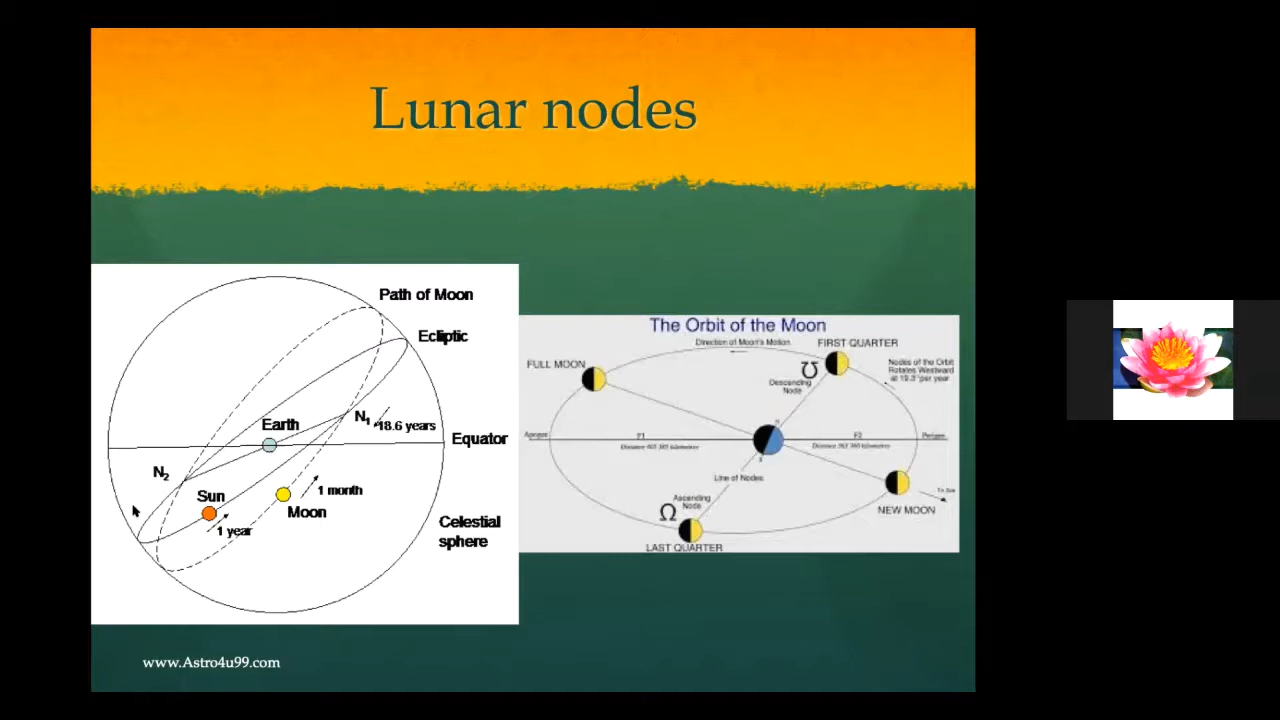 Lunar nodes
Path of Moon
Ecliptic
Earth
N1
18.6 years
Equator
N2
Sun
1 month
Moon
1 year
Celestial
sphere
The Orbit of the Moon
Direction of Moon's Motion
FIRST QUARTER
FULL MOON
Nodes of the Orbit
Rotates Westward
at 19.3° per year
Descending
Node
Apogee
F1
F2
Perigee
Line of Nodes
Ascending
Node
To Sun
NEW MOON
LAST QUARTER
www.Astro4u99.com